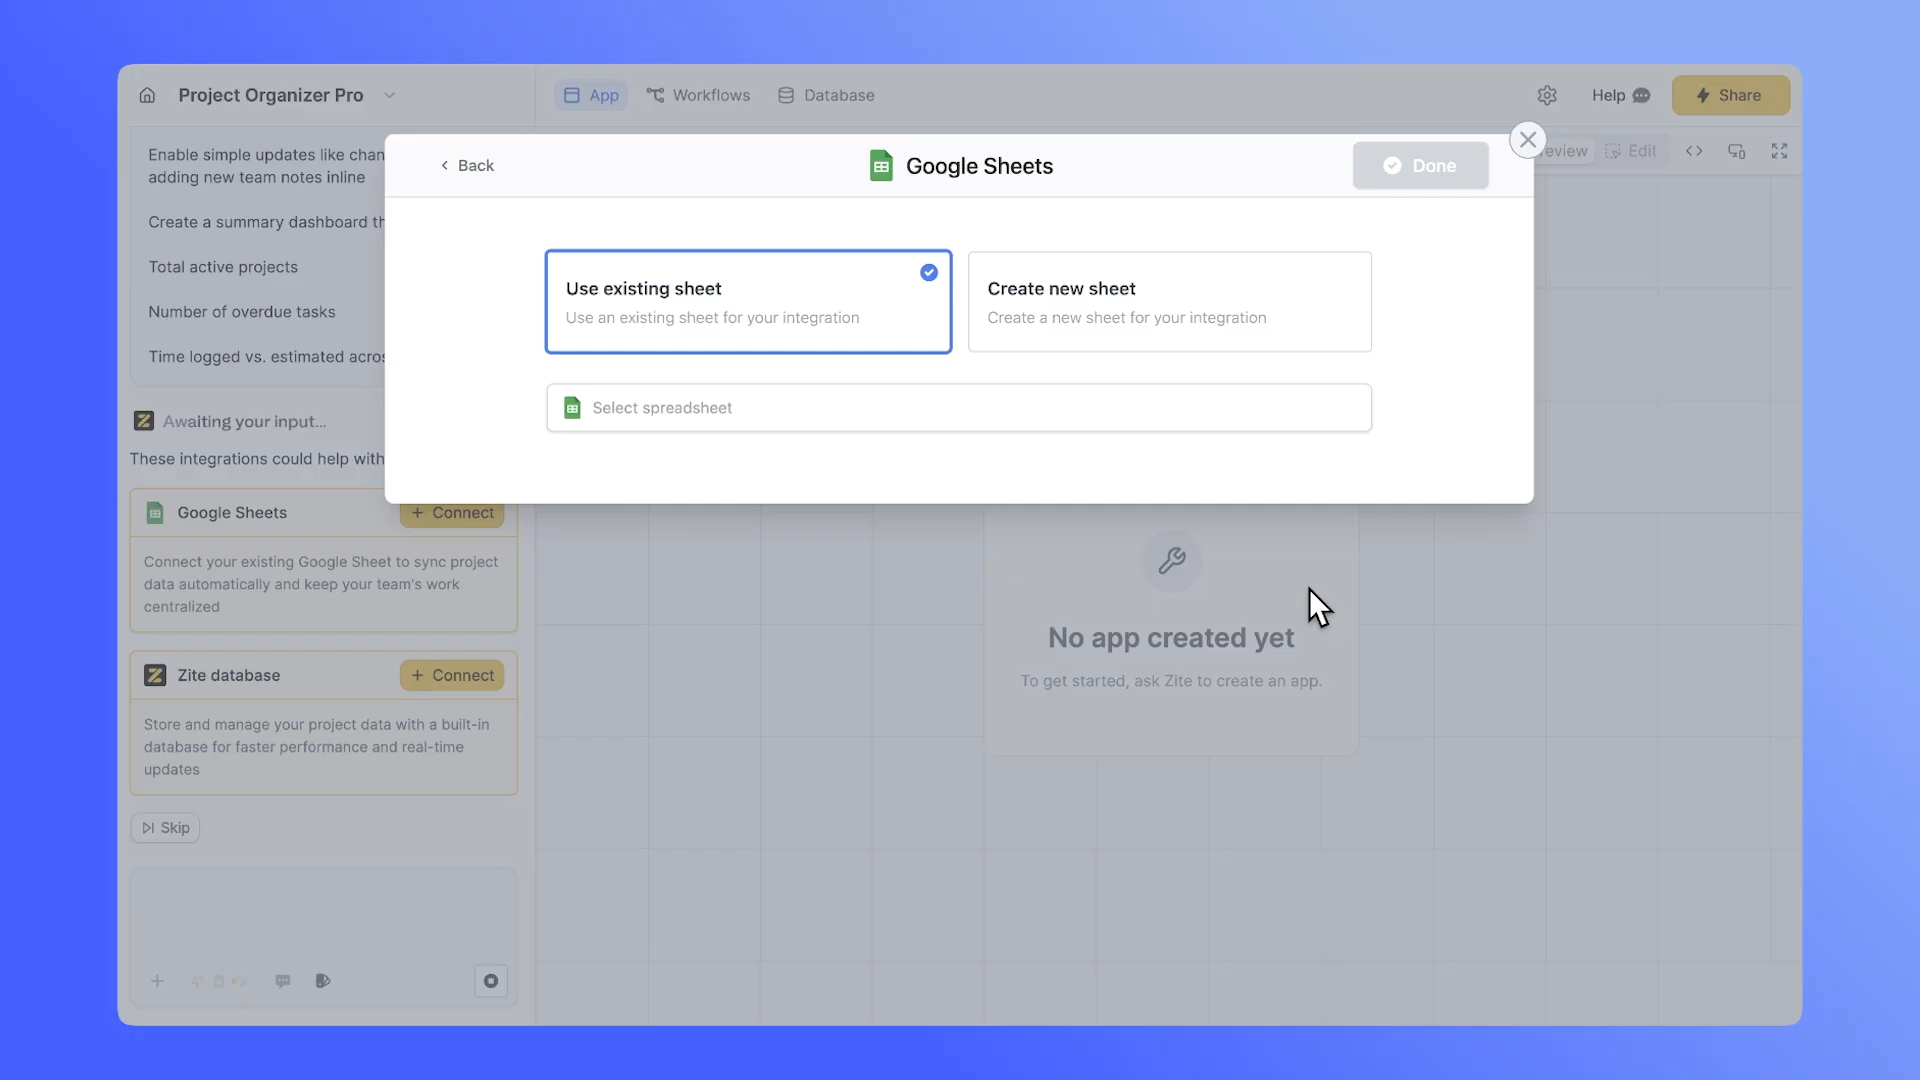 Project Organizer Pro
App
Workflows
Database
Help
Share
Enable simple updates like chan
adding new team notes inline
Create a summary dashboard th
Total active projects
Number of overdue tasks
Time logged vs. estimated acros
Awaiting your input...
These integrations could help with
Google Sheets
Connect
Connect your existing Google Sheet to sync project
data automatically and keep your team's work
centralized
Zite database
Connect
Store and manage your project data with a built-in
database for faster performance and real-time
updates
Skip
Back
Google Sheets
Done
review
Edit
Use existing sheet
Use an existing sheet for your integration
Create new sheet
Create a new sheet for your integration
Select spreadsheet
No app created yet
To get started, ask Zite to create an app.